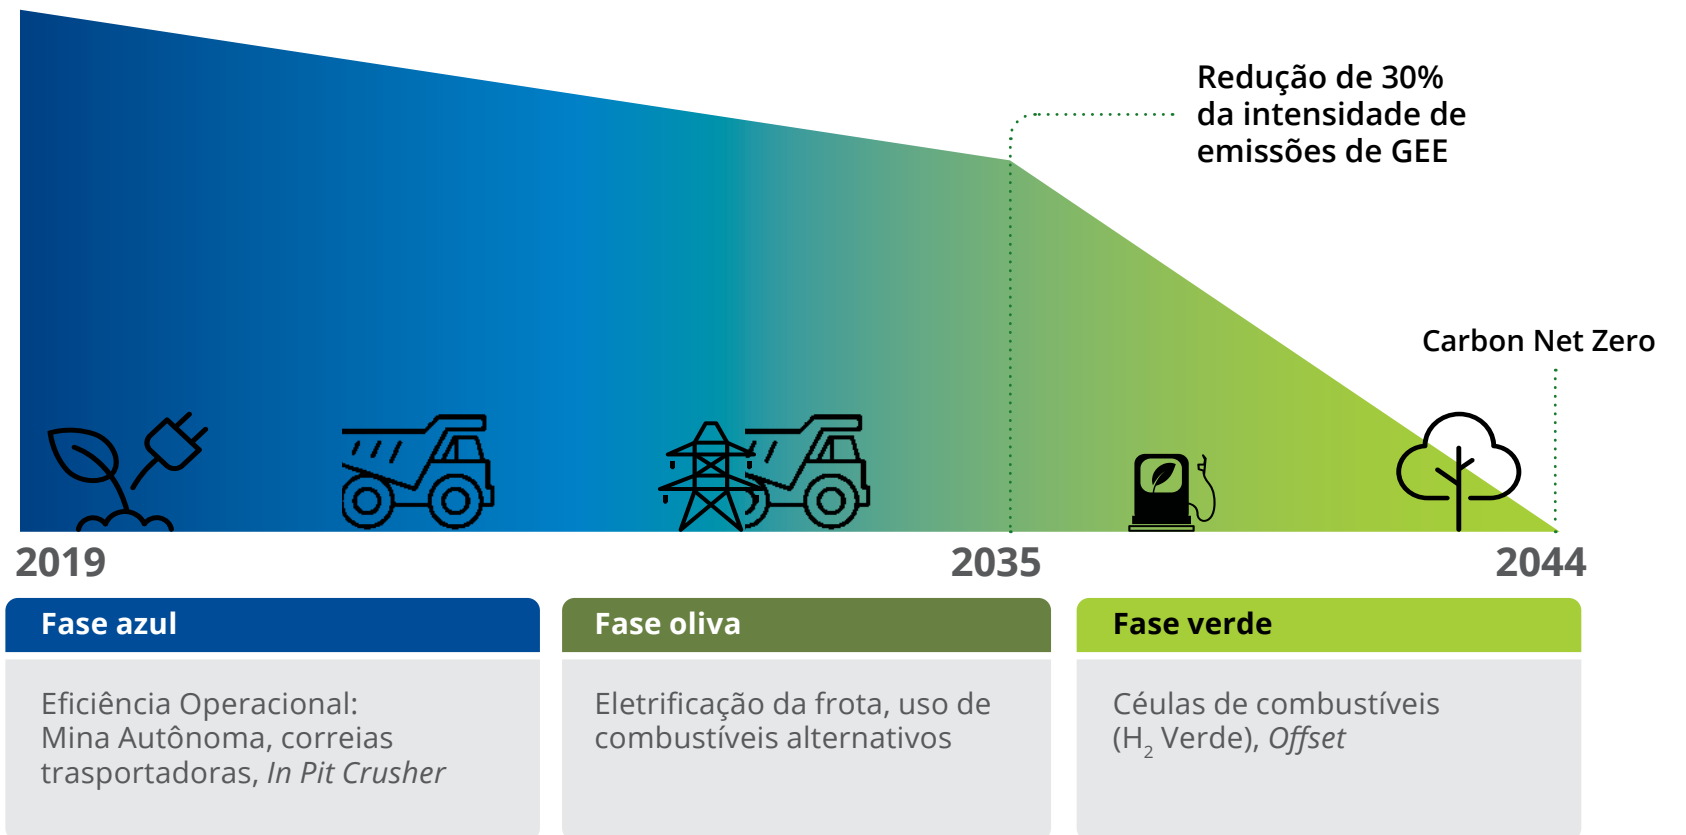 Redução de 30%
da intensidade de
emissões de GEE
Carbon Net Zero
2019
2035
2044
Fase azul
Eficiência Operacional:
Mina Autônoma, correias
trasportadoras, In Pit Crusher
Fase oliva
Eletrificação da frota, uso de
combustíveis alternativos
Fase verde
Céulas de combustíveis
(H₂ Verde), Offset